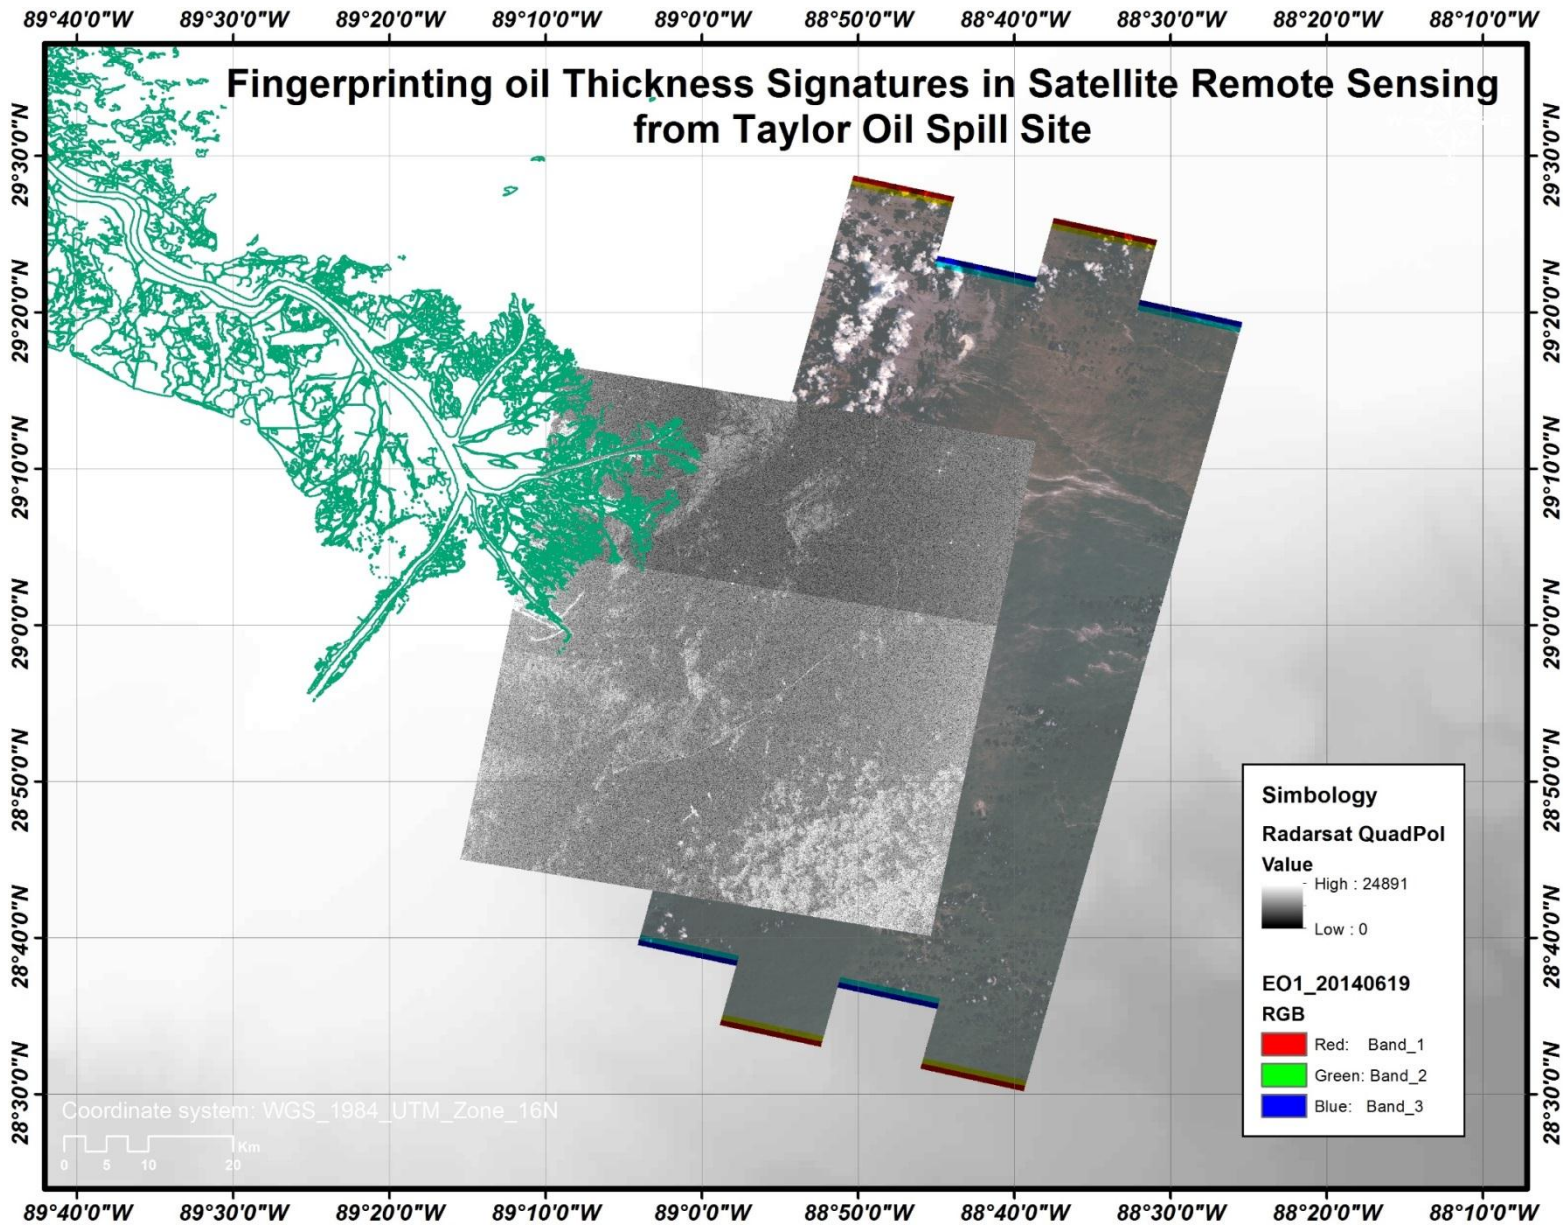 89°40'0"W 89°30'0"W 89°20'0"W 89°10'0"W 89°0'0"W 88°50'0"W 88°40'0"W 88°30'0"W 88°20'0"W 88°10'0"W
Fingerprinting oil Thickness Signatures in Satellite Remote Sensing
from Taylor Oil Spill Site
29°30'0"N
29°20'0"N
29°10'0"N
29°0'0"N
28°50'0"N
28°40'0"N
28°30'0"N
29°30'0"N
29°20'0"N
29°10'0"N
29°0'0"N
28°50'0"N
28°40'0"N
28°30'0"N
Simbology
Radarsat QuadPol
Value
High : 24891
Low : 0
EO1_20140619
RGB
Red: Band_1
Green: Band_2
Blue: Band_3
Coordinate system: WGS_1984_UTM_Zone_16N
Km
0 5 10 20
89°40'0"W 89°30'0"W 89°20'0"W 89°10'0"W 89°0'0"W 88°50'0"W 88°40'0"W 88°30'0"W 88°20'0"W 88°10'0"W